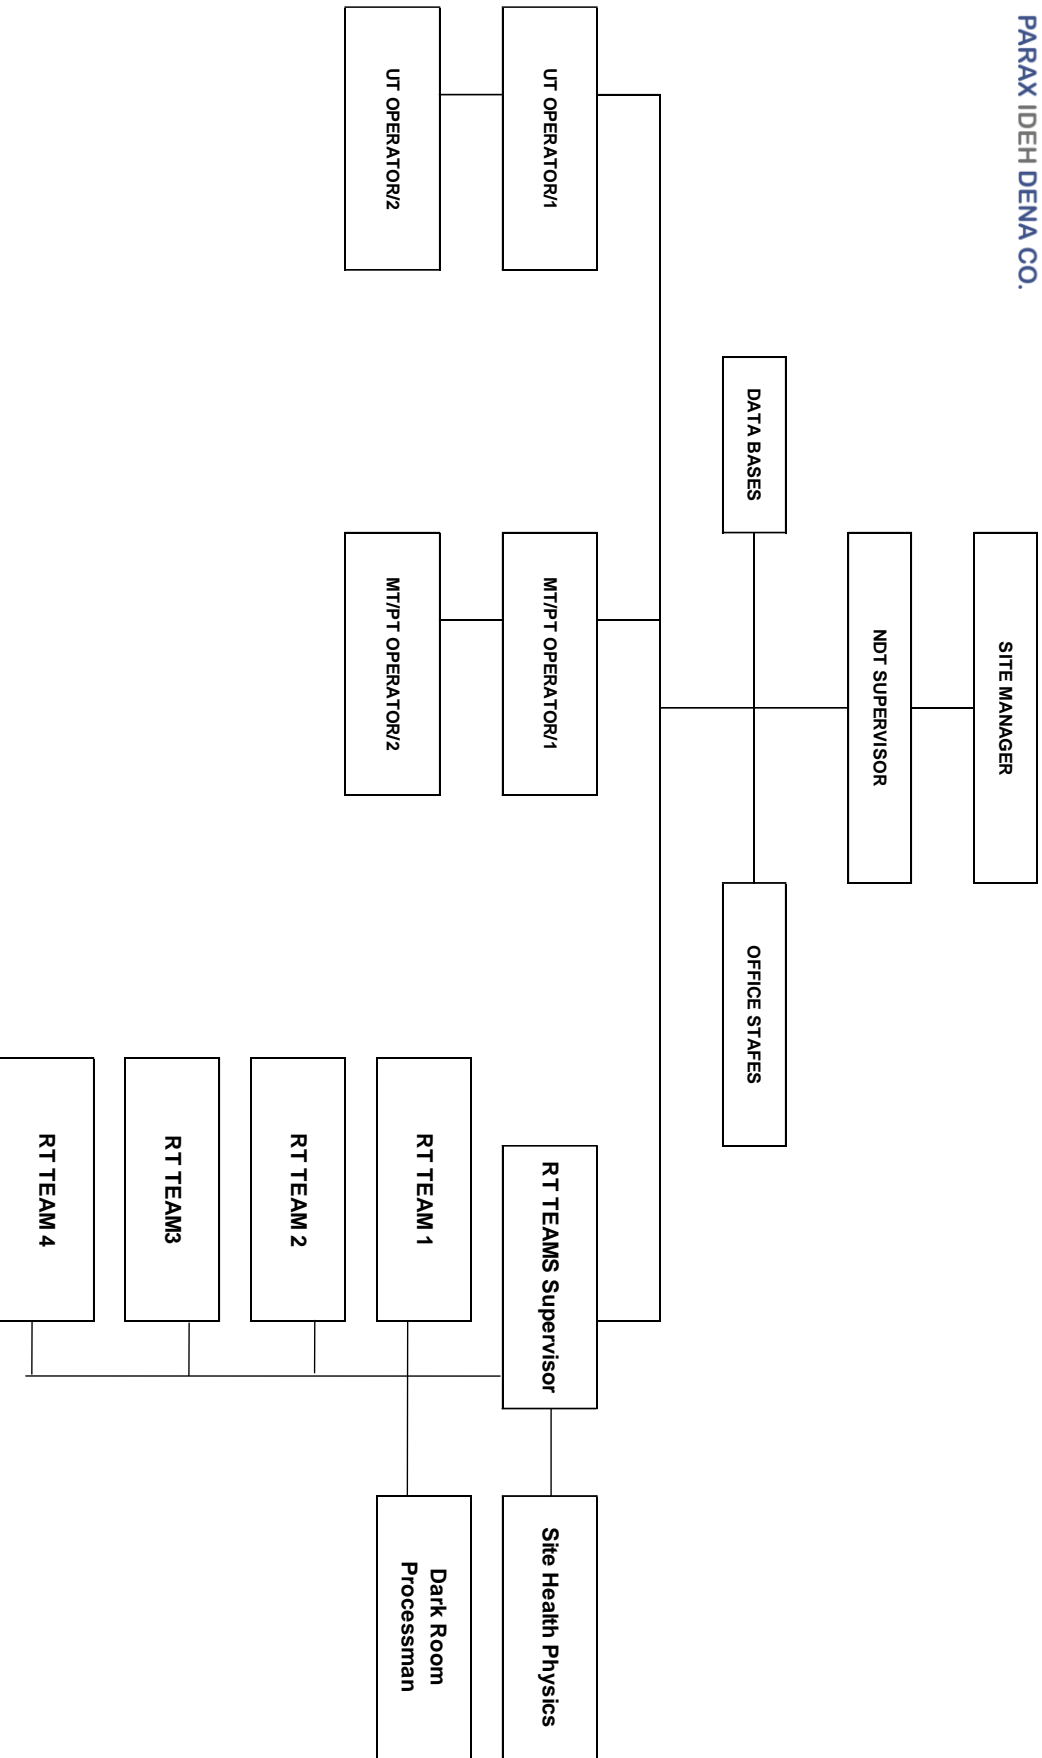 PARAX IDEH DENA CO.
SITE MANAGER
NDT SUPERVISOR
DATA BASES
OFFICE STAFES
UT OPERATOR/1
MT/PT OPERATOR/1
RT TEAMS Supervisor
Site Health Physics
UT OPERATOR/2
MT/PT OPERATOR/2
RT TEAM 1
Dark Room
Processman
RT TEAM 2
RT TEAM3
RT TEAM 4